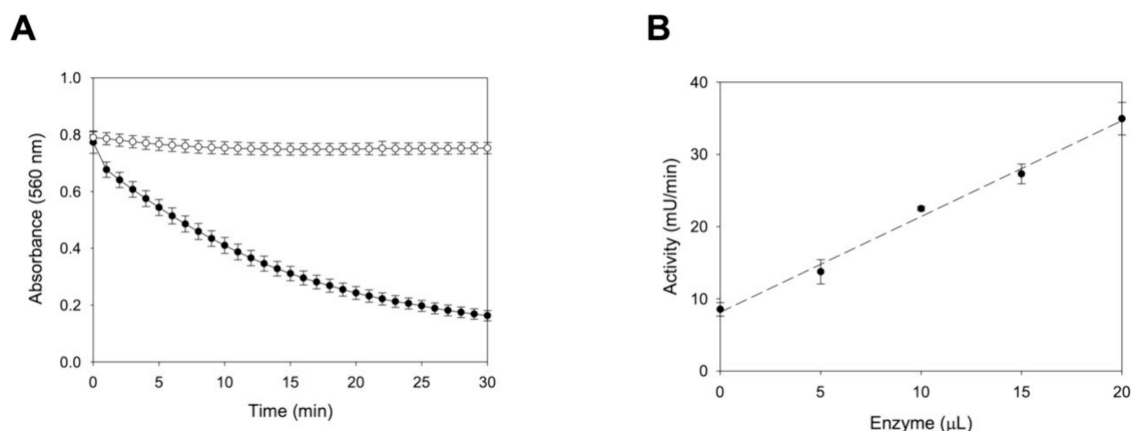 A
B
Absorbance (560 nm)
1.0
0.8
0.6
0.4
0.2
0.0
0 5 10 15 20 25 30
Time (min)
Activity (mU/min)
40
30
20
10
0
0 5 10 15 20
Enzyme (μL)